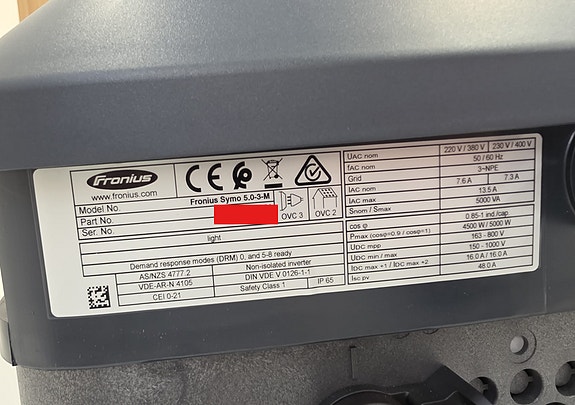 Fronius
www.fronius.com
Model No. Fronius Symo 5.0-3-M
Part No.
Ser. No.
OVC 3
OVC 2
light
Demand response modes (DRM) 0, and 5-8 ready
AS/NZS 4777.2 Non-isolated inverter
VDE-AR-N 4105 DIN VDE V 0126-1-1
CEI 0-21 Safety Class 1 IP 65
UAC nom 220 V / 380 V 230 V / 400 V
fAC nom 50 / 60 Hz
Grid 3~NPE
IAC nom 7.6 A 7.3 A
IAC max 13.5 A
Snom / Smax 5000 VA
cos φ 0.85-1 ind./cap.
Pmax (cosφ=0.9 / cosφ=1) 4500 W / 5000 W
UDC mpp 163 - 800 V
UDC min / max 150 - 1000 V
IDC max +1 / IDC max +2 16.0 A / 16.0 A
Isc pv 48.0 A